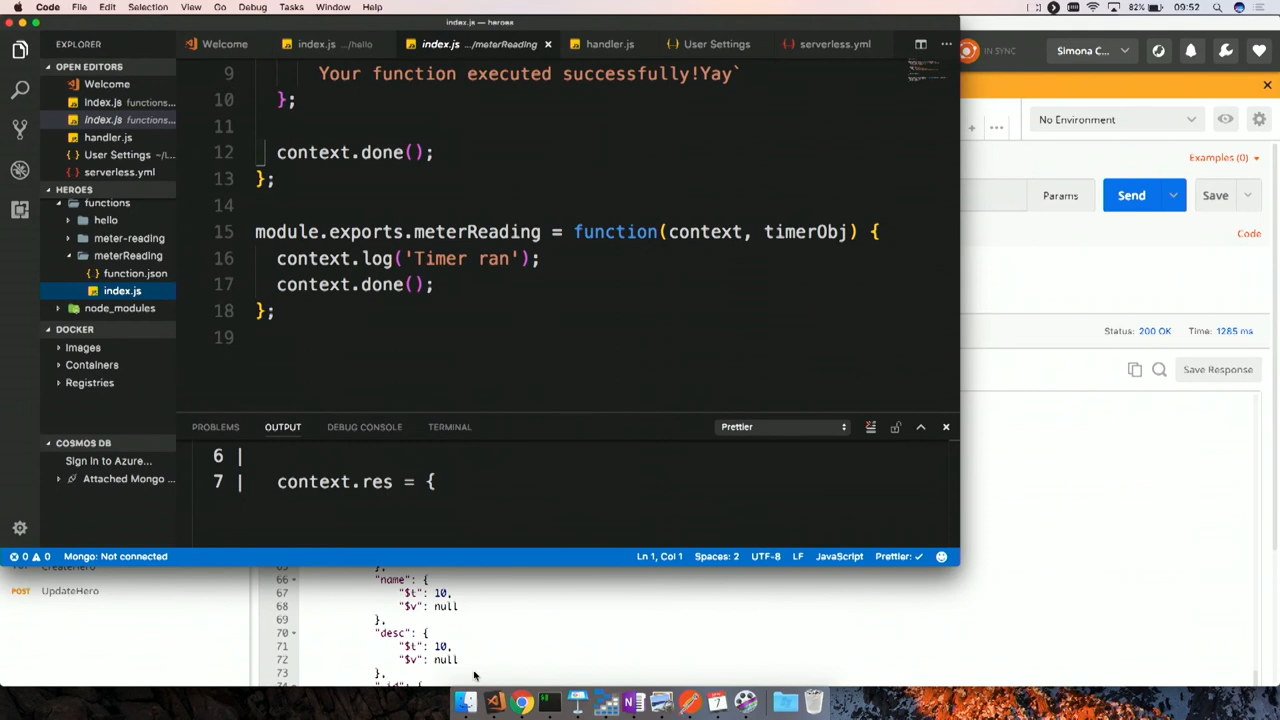 Code File Edit Selection View Go Debug Tasks Window Help 82% 09:52
index.js — heroes
EXPLORER
OPEN EDITORS
Welcome
index.js functions...
index.js functions...
handler.js
User Settings ~/L...
serverless.yml
HEROES
functions
hello
meter-reading
meterReading
function.json
index.js
node_modules
DOCKER
Images
Containers
Registries
COSMOS DB
Sign in to Azure...
Attached Mongo ...
Welcome index.js .../hello index.js .../meterReading handler.js User Settings serverless.yml
9 Your function executed successfully!Yay`
10 };
11
12 context.done();
13 };
14
15 module.exports.meterReading = function(context, timerObj) {
16 context.log('Timer ran');
17 context.done();
18 };
19
PROBLEMS OUTPUT DEBUG CONSOLE TERMINAL Prettier
6 |
7 | context.res = {
0 0 Mongo: Not connected Ln 1, Col 1 Spaces: 2 UTF-8 LF JavaScript Prettier: ✓
IN SYNC Simona C...
No Environment
Examples (0)
Params Send Save
Code
Status: 200 OK Time: 1285 ms
Save Response
CreateHero
POST UpdateHero
65 },
66 "name": {
67 "$t": 10,
68 "$v": null
69 },
70 "desc": {
71 "$t": 10,
72 "$v": null
73 },
7